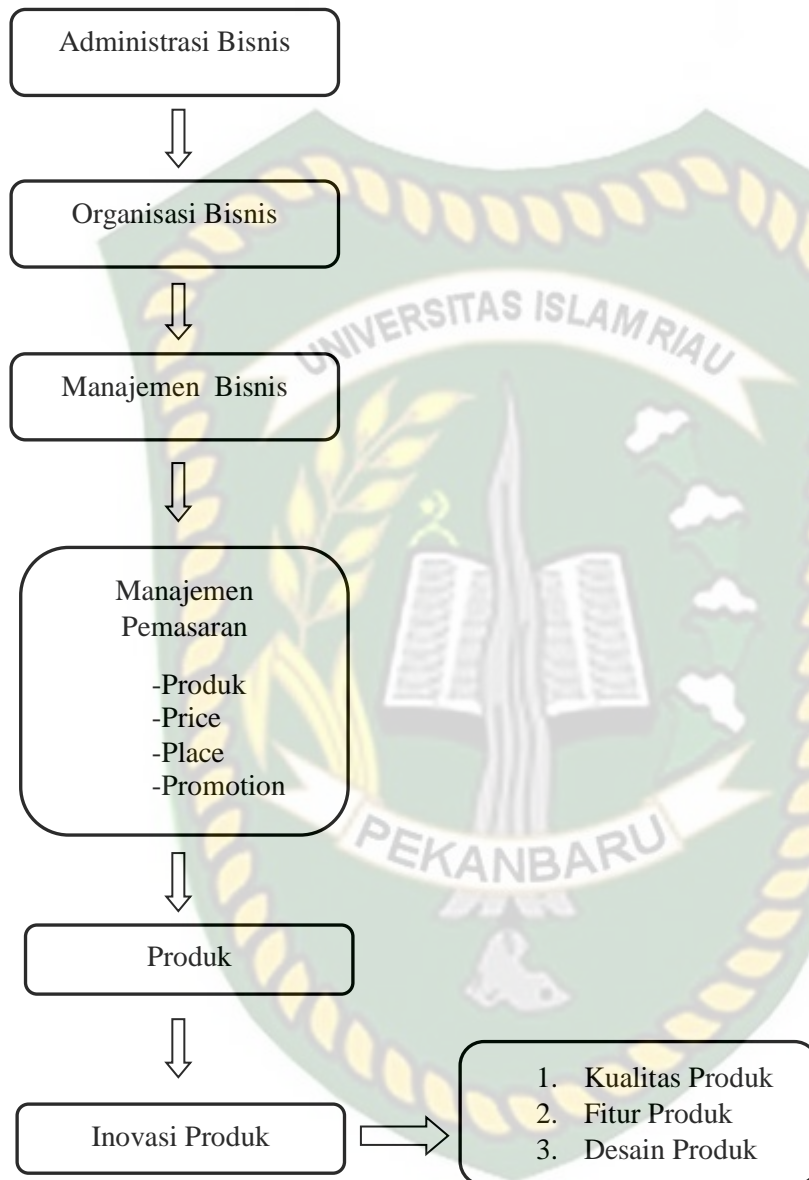 Administrasi Bisnis
Organisasi Bisnis
UNIVERSITAS ISLAM RIAU
Manajemen Bisnis
Manajemen
Pemasaran
-Produk
-Price
-Place
-Promotion
PEKANBARU
Produk
Inovasi Produk
1. Kualitas Produk
2. Fitur Produk
3. Desain Produk